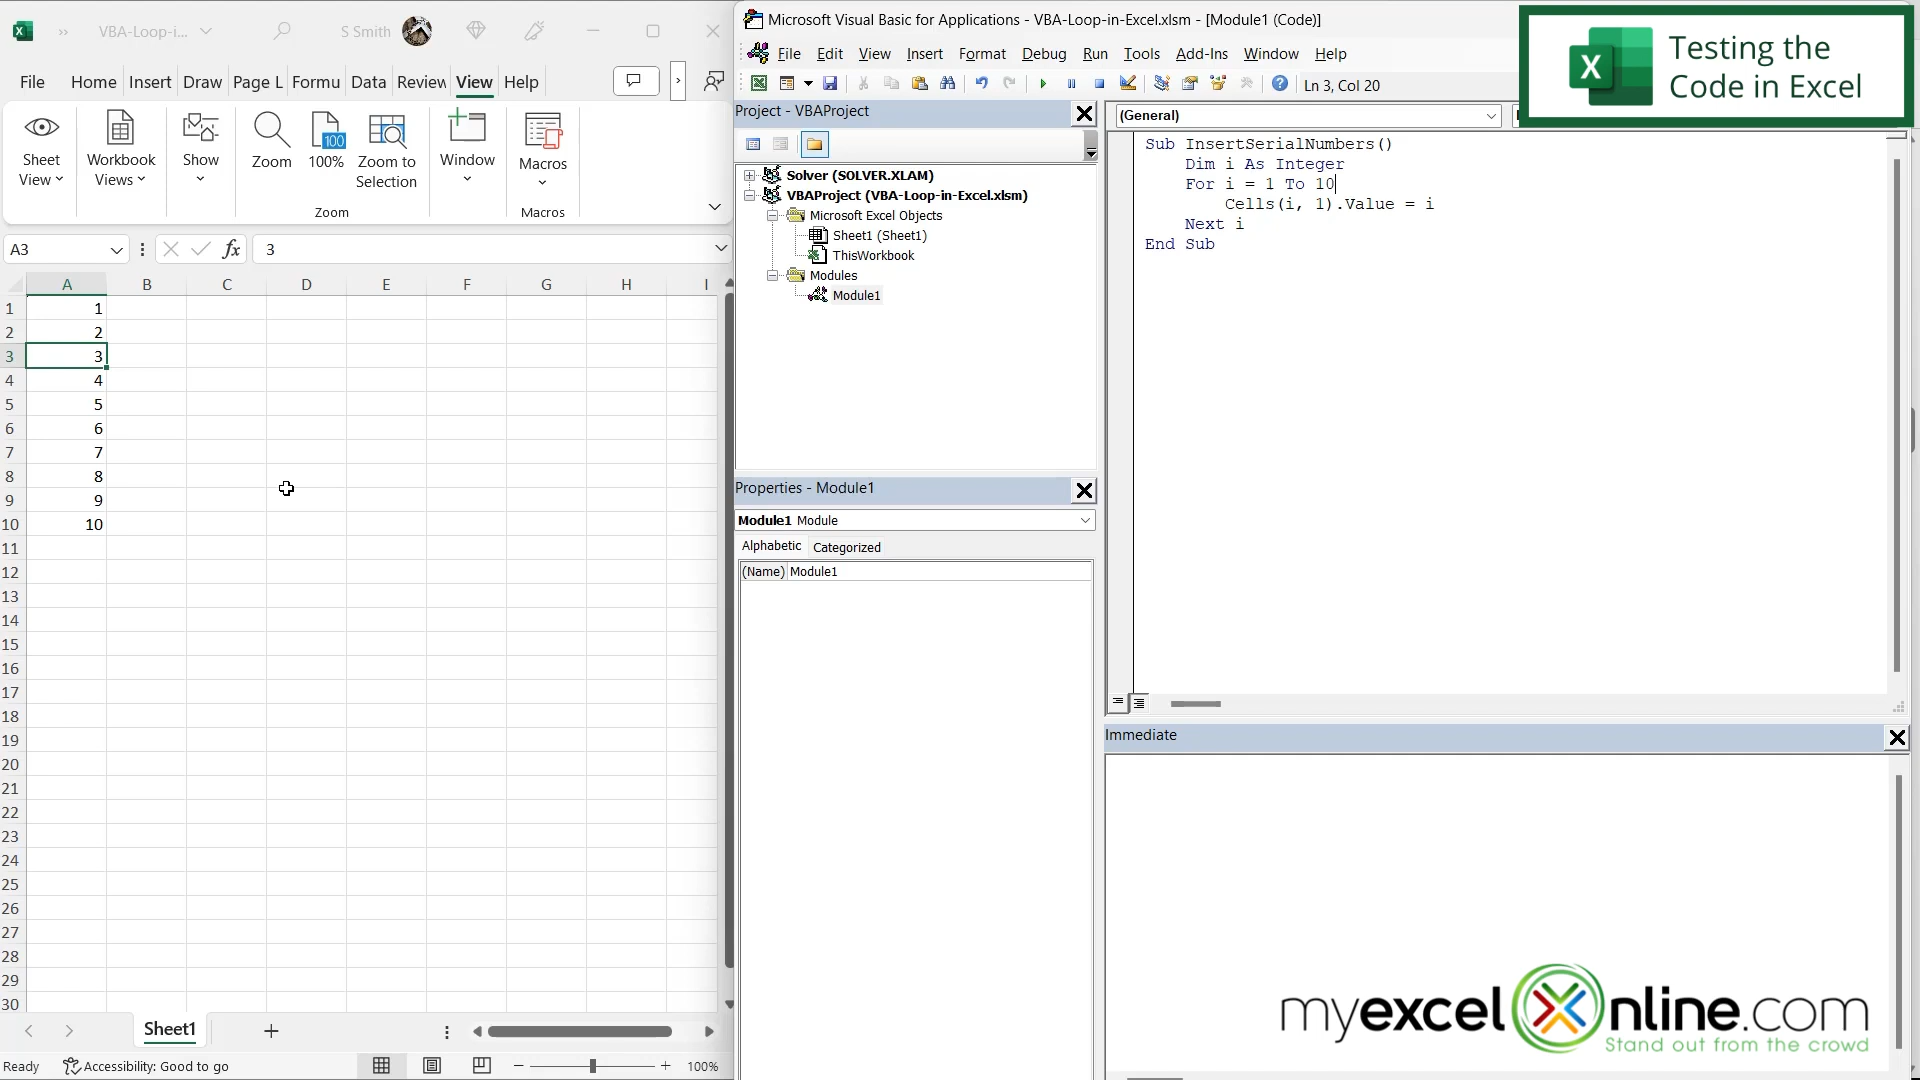 VBA-Loop-i...
S Smith
File Home Insert Draw Page L Formu Data Review View Help
Sheet View
Workbook Views
Show
Zoom
100
100%
Zoom to Selection
Window
Macros
Zoom
Macros
A3
fx
3
A B C D E F G H I
1 1
2 2
3 3
4 4
5 5
6 6
7 7
8 8
9 9
10 10
11
12
13
14
15
16
17
18
19
20
21
22
23
24
25
26
27
28
29
30
Sheet1
Ready
Accessibility: Good to go
100%
Microsoft Visual Basic for Applications - VBA-Loop-in-Excel.xlsm - [Module1 (Code)]
File Edit View Insert Format Debug Run Tools Add-Ins Window Help
Ln 3, Col 20
Project - VBAProject
Solver (SOLVER.XLAM)
VBAProject (VBA-Loop-in-Excel.xlsm)
Microsoft Excel Objects
Sheet1 (Sheet1)
ThisWorkbook
Modules
Module1
Properties - Module1
Module1 Module
Alphabetic Categorized
(Name) Module1
(General)
Sub InsertSerialNumbers()
Dim i As Integer
For i = 1 To 10
Cells(i, 1).Value = i
Next i
End Sub
Immediate
X
Testing the
Code in Excel
myexcelOnline.com
Stand out from the crowd